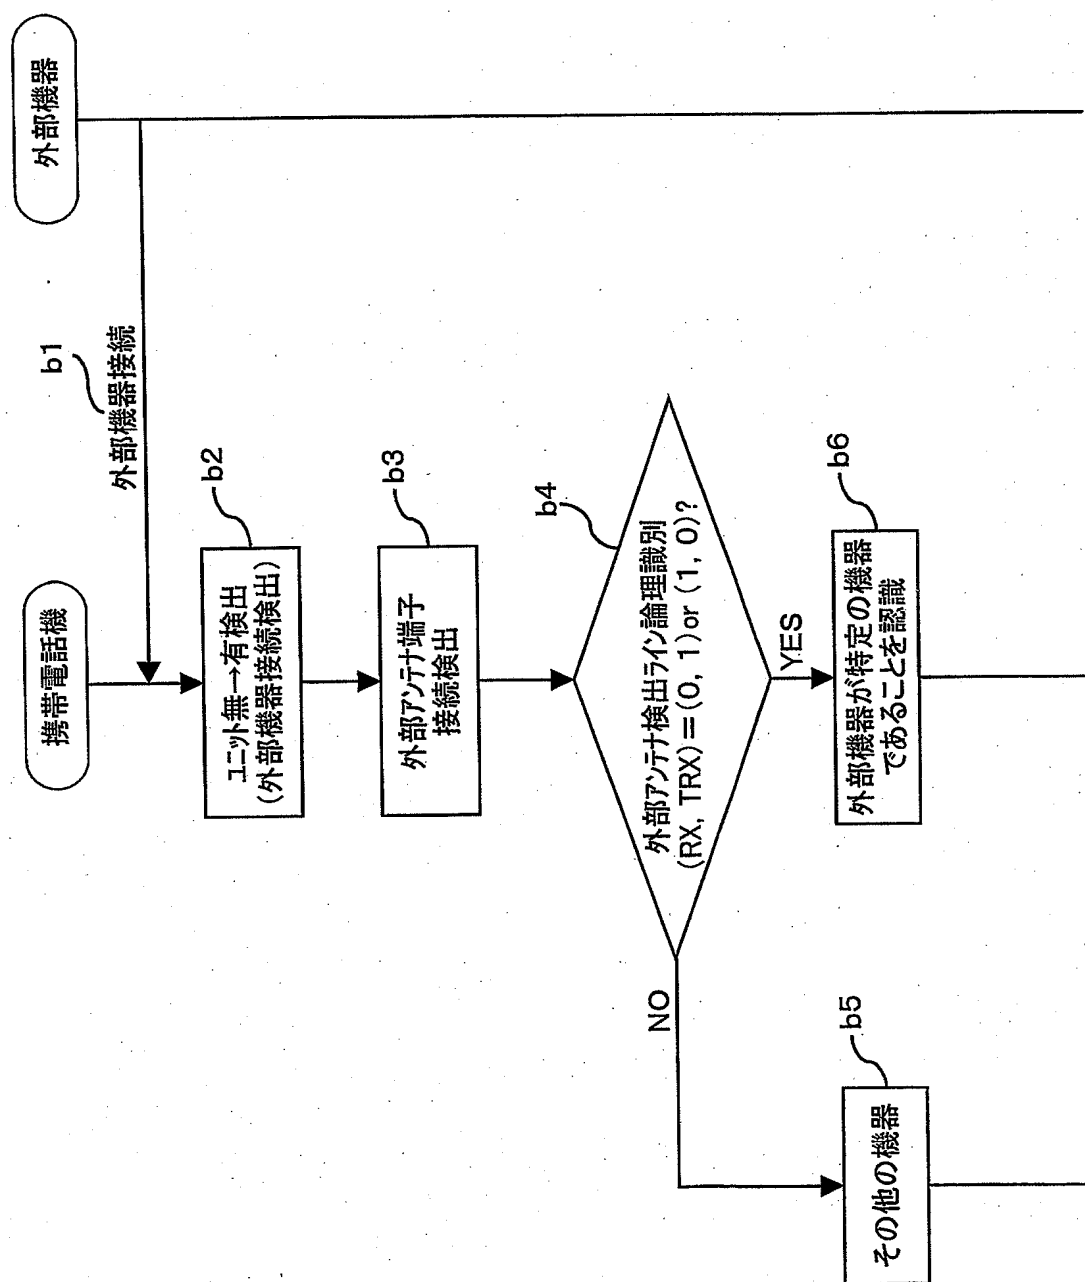 携帯電話機
外部機器
b1
外部機器接続
b2
ユニット無→有検出
(外部機器接続検出)
b3
外部アンテナ端子
接続検出
b4
外部アンテナ検出ライン論理識別
(RX, TRX)=(0, 1)or(1, 0)?
NO
YES
b5
その他の機器
b6
外部機器が特定の機器
であることを認識